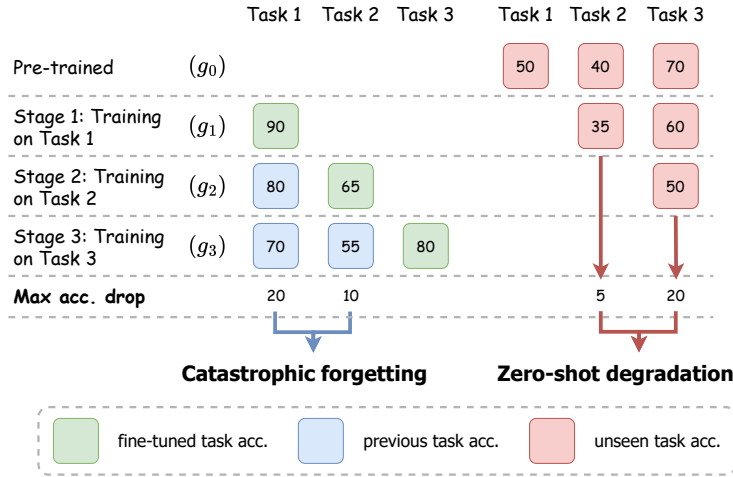 Task 1 Task 2 Task 3 Task 1 Task 2 Task 3
Pre-trained (g₀) 50 40 70
Stage 1: Training
on Task 1 (g₁) 90 35 60
Stage 2: Training
on Task 2 (g₂) 80 65 50
Stage 3: Training
on Task 3 (g₃) 70 55 80
Max acc. drop 20 10 5 20
Catastrophic forgetting Zero-shot degradation
fine-tuned task acc. previous task acc. unseen task acc.